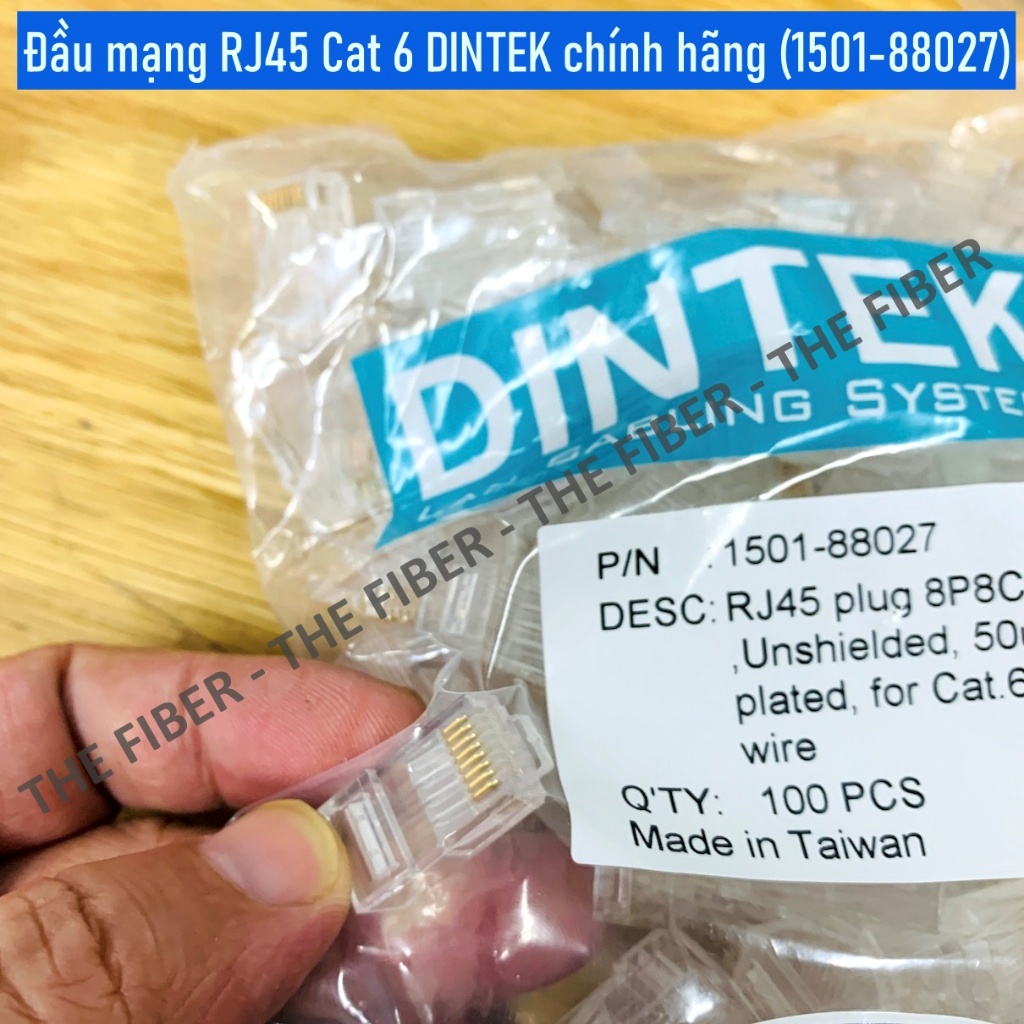 Đầu mạng RJ45 Cat 6 DINTEK chính hãng (1501-88027)
DINTEK
CABLING SYSTE
THE FIBER - THE FIBER - THE FIBER - THE FIBER
P/N : 1501-88027
DESC: RJ45 plug 8P8C
,Unshielded, 50
plated, for Cat.6
wire
Q'TY: 100 PCS
Made in Taiwan